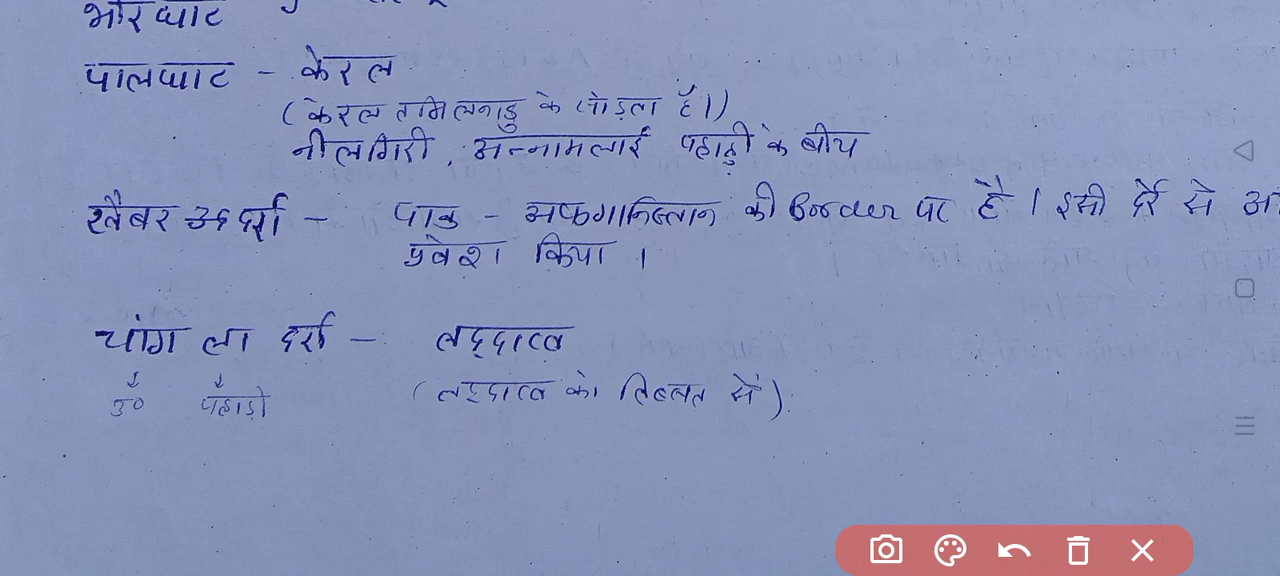 भोर घाट
पालघाट - केरल
(केरल तामिलनाडु के जोड़ता है।)
नीलगिरी, अन्नामलाई पहाड़ी के बीच
खैबर दर्रा - पाक - अफगानिस्तान की Border पर है। इसी दर्रे से
प्रवेश किया।
चांग ला दर्रा - लद्दाख
उ० पहाड़ी (लद्दाख को तिब्बत से)